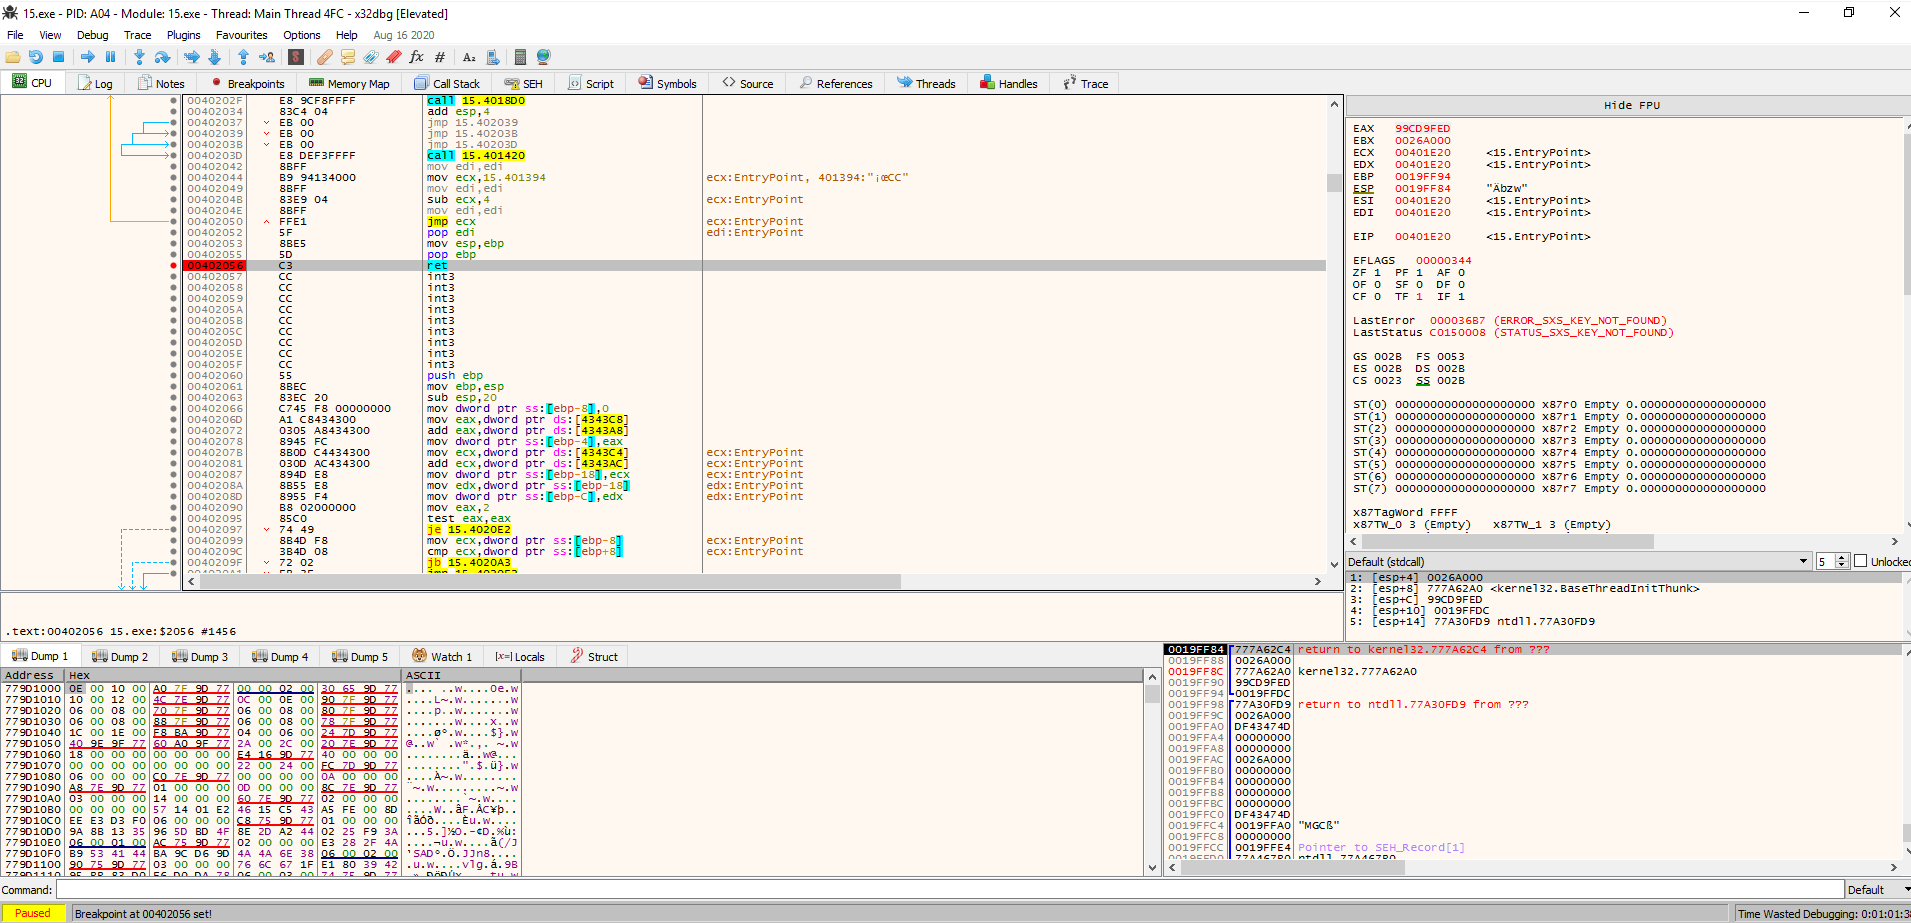 15.exe - PID: A04 - Module: 15.exe - Thread: Main Thread 4FC - x32dbg [Elevated]
File View Debug Trace Plugins Favourites Options Help Aug 16 2020
CPU Log Notes Breakpoints Memory Map Call Stack SEH Script Symbols Source References Threads Handles Trace
0040202F E8 9CF8FFFF call 15.4018D0
00402034 83C4 04 add esp,4
00402037 EB 00 jmp 15.402039
00402039 EB 00 jmp 15.40203B
0040203B EB 00 jmp 15.40203D
0040203D E8 DEF3FFFF call 15.401420
00402042 8BFF mov edi,edi
00402044 B9 94134000 mov ecx,15.401394 ecx:EntryPoint, 401394:"¡œCC"
00402049 8BFF mov edi,edi
0040204B 83E9 04 sub ecx,4 ecx:EntryPoint
0040204E 8BFF mov edi,edi
00402050 FFE1 jmp ecx ecx:EntryPoint
00402052 5F pop edi edi:EntryPoint
00402053 8BE5 mov esp,ebp
00402055 5D pop ebp
00402056 C3 ret
00402057 CC int3
00402058 CC int3
00402059 CC int3
0040205A CC int3
0040205B CC int3
0040205C CC int3
0040205D CC int3
0040205E CC int3
0040205F CC int3
00402060 55 push ebp
00402061 8BEC mov ebp,esp
00402063 83EC 20 sub esp,20
00402066 C745 F8 00000000 mov dword ptr ss:[ebp-8],0
0040206D A1 C8434300 mov eax,dword ptr ds:[4343C8]
00402072 0305 A8434300 add eax,dword ptr ds:[4343A8]
00402078 8945 FC mov dword ptr ss:[ebp-4],eax
0040207B 8B0D C4434300 mov ecx,dword ptr ds:[4343C4] ecx:EntryPoint
00402081 030D AC434300 add ecx,dword ptr ds:[4343AC] ecx:EntryPoint
00402087 894D E8 mov dword ptr ss:[ebp-18],ecx ecx:EntryPoint
0040208A 8B55 E8 mov edx,dword ptr ss:[ebp-18] edx:EntryPoint
0040208D 8955 F4 mov dword ptr ss:[ebp-C],edx edx:EntryPoint
00402090 B8 02000000 mov eax,2
00402095 85C0 test eax,eax
00402097 74 49 je 15.4020E2
00402099 8B4D F8 mov ecx,dword ptr ss:[ebp-8] ecx:EntryPoint
0040209C 3B4D 08 cmp ecx,dword ptr ss:[ebp+8] ecx:EntryPoint
0040209F 72 02 jb 15.4020A3
.text:00402056 15.exe:$2056 #1456
Hide FPU
EAX 99CD9FED
EBX 0026A000
ECX 00401E20 <15.EntryPoint>
EDX 00401E20 <15.EntryPoint>
EBP 0019FF94
ESP 0019FF84 "Äbzw"
ESI 00401E20 <15.EntryPoint>
EDI 00401E20 <15.EntryPoint>
EIP 00401E20 <15.EntryPoint>
EFLAGS 00000344
ZF 1 PF 1 AF 0
OF 0 SF 0 DF 0
CF 0 TF 1 IF 1
LastError 000036B7 (ERROR_SXS_KEY_NOT_FOUND)
LastStatus C0150008 (STATUS_SXS_KEY_NOT_FOUND)
GS 002B FS 0053
ES 002B DS 002B
CS 0023 SS 002B
ST(0) 00000000000000000000 x87r0 Empty 0.000000000000000000
ST(1) 00000000000000000000 x87r1 Empty 0.000000000000000000
ST(2) 00000000000000000000 x87r2 Empty 0.000000000000000000
ST(3) 00000000000000000000 x87r3 Empty 0.000000000000000000
ST(4) 00000000000000000000 x87r4 Empty 0.000000000000000000
ST(5) 00000000000000000000 x87r5 Empty 0.000000000000000000
ST(6) 00000000000000000000 x87r6 Empty 0.000000000000000000
ST(7) 00000000000000000000 x87r7 Empty 0.000000000000000000
x87TagWord FFFF
x87TW_0 3 (Empty) x87TW_1 3 (Empty)
Default (stdcall) 5 Unlocked
1: [esp+4] 0026A000
2: [esp+8] 777A62A0 <kernel32.BaseThreadInitThunk>
3: [esp+C] 99CD9FED
4: [esp+10] 0019FFDC
5: [esp+14] 77A30FD9 ntdll.77A30FD9
Dump 1 Dump 2 Dump 3 Dump 4 Dump 5 Watch 1 [x=] Locals Struct
Address Hex ASCII
779D1000 0E 00 10 00 A0 7F 9D 77 00 00 02 00 30 65 9D 77 .... ..w....0e.w
779D1010 10 00 12 00 4C 7E 9D 77 0C 00 0E 00 90 7F 9D 77 ....L~.w.......w
779D1020 06 00 08 00 70 7F 9D 77 06 00 08 00 80 7F 9D 77 ....p..w.......w
779D1030 06 00 08 00 88 7F 9D 77 06 00 08 00 78 7F 9D 77 .......w....x..w
779D1040 1C 00 1E 00 F8 BA 9D 77 04 00 06 00 24 7D 9D 77 ....øº.w....$}.w
779D1050 40 9E 9F 77 60 A0 9F 77 2A 00 2C 00 20 7E 9D 77 @..w` .w*.,. ~.w
779D1060 18 00 00 00 00 00 00 00 E4 16 9D 77 40 00 00 00 ........ä..w@...
779D1070 00 00 00 00 00 00 00 00 22 00 24 00 FC 7D 9D 77 ........".$.ü}.w
779D1080 06 00 00 00 C0 7E 9D 77 00 00 00 00 0A 00 00 00 ....À~.w........
779D1090 A8 7E 9D 77 01 00 00 00 0D 00 00 00 8C 7E 9D 77 ¨~.w.........~.w
779D10A0 03 00 00 00 14 00 00 00 60 7E 9D 77 02 00 00 00 ........`~.w....
779D10B0 00 00 00 00 57 14 01 E2 46 15 C5 43 A5 FE 00 8D ....W..âF.ÅC¥þ..
779D10C0 EE E3 D3 F0 06 00 00 00 C8 75 9D 77 01 00 00 00 îãÓð....Èu.w....
779D10D0 9A 8B 13 35 96 5D BD 4F 8E 2D A2 44 02 25 F9 3A ...5.]½O.-¢D.%ù:
779D10E0 06 00 01 00 AC 75 9D 77 02 00 00 00 E3 28 2F 4A ....¬u.w....ã(/J
779D10F0 B9 53 41 44 BA 9C D6 9D 4A 4A 6E 38 06 00 02 00 ¹SADº.Ö.JJn8....
779D1100 90 75 9D 77 03 00 00 00 76 6C 67 1F E1 80 39 42 .u.w....vlg.á.9B
0019FF84 777A62C4 return to kernel32.777A62C4 from ???
0019FF88 0026A000
0019FF8C 777A62A0 kernel32.777A62A0
0019FF90 99CD9FED
0019FF94 0019FFDC
0019FF98 77A30FD9 return to ntdll.77A30FD9 from ???
0019FF9C 0026A000
0019FFA0 DF43474D
0019FFA4 00000000
0019FFA8 00000000
0019FFAC 0026A000
0019FFB0 00000000
0019FFB4 00000000
0019FFB8 00000000
0019FFBC 00000000
0019FFC0 DF43474D
0019FFC4 0019FFA0 "MGCß"
0019FFC8 00000000
0019FFCC 0019FFE4 Pointer to SEH_Record[1]
Command: Default
Paused Breakpoint at 00402056 set! Time Wasted Debugging: 0:01:01:3